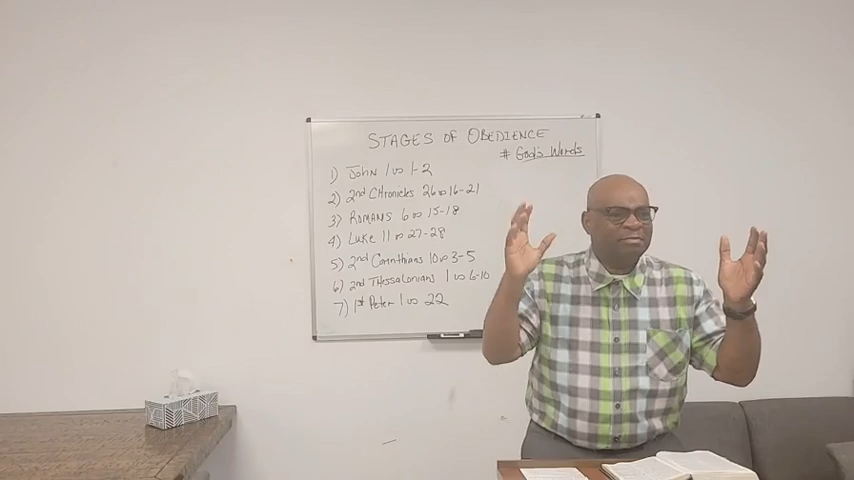 STAGES OF OBEDIENCE
# God's Words
1) John 1 vs 1-2
2) 2nd CHronicles 26 vs 16-21
3) ROMANS 6 vs 15-18
4) Luke 11 vs 27-28
5) 2nd Corinthians 10 vs 3-5
6) 2nd Thessalonians 1 vs 6-10
7) 1st Peter 1 vs 22